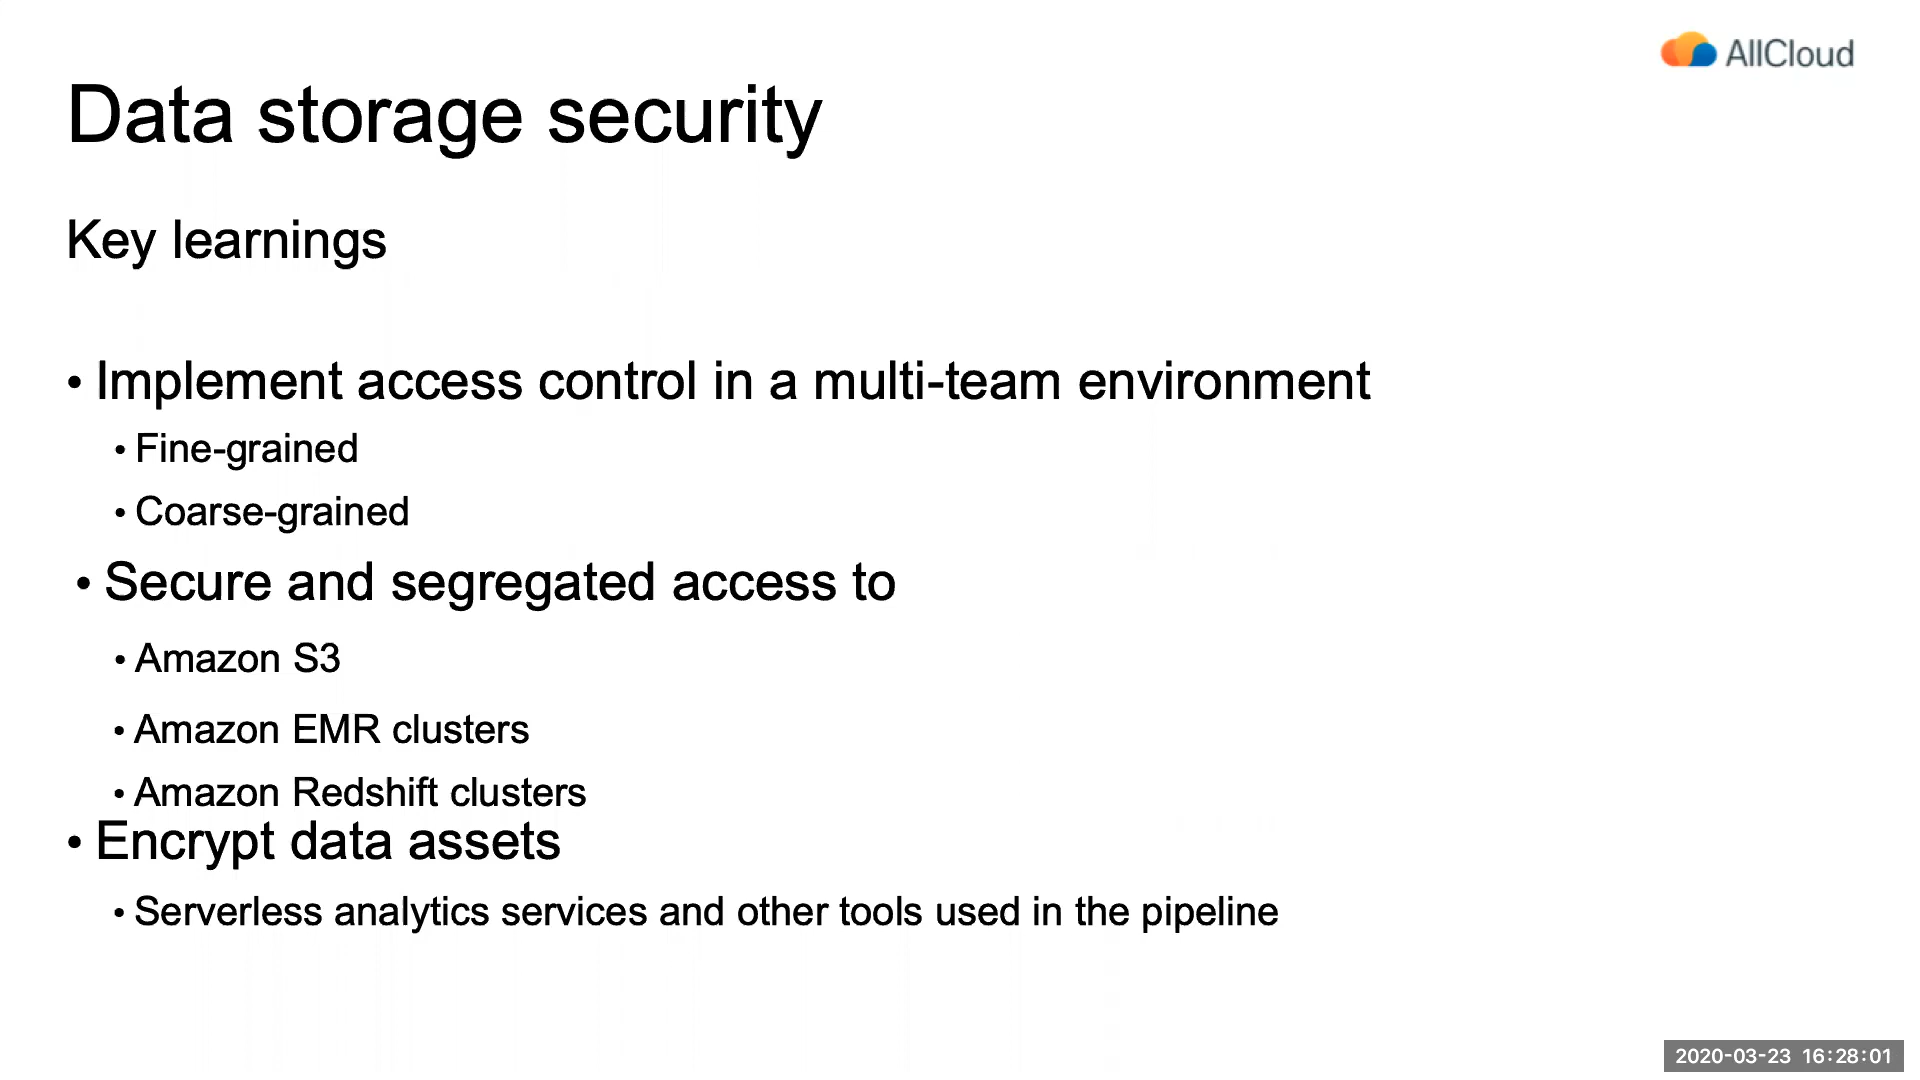 AllCloud
Data storage security
Key learnings
• Implement access control in a multi-team environment
• Fine-grained
• Coarse-grained
• Secure and segregated access to
• Amazon S3
• Amazon EMR clusters
• Amazon Redshift clusters
• Encrypt data assets
• Serverless analytics services and other tools used in the pipeline
2020-03-23 16:28:01